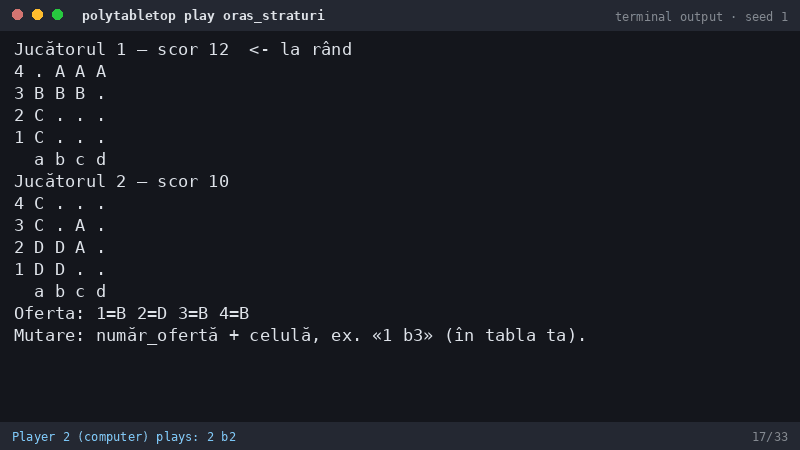 polytabletop play oras_straturi
terminal output · seed 1
Jucătorul 1 — scor 12  <- la rând
4 . A A A
3 B B B .
2 C . . .
1 C . . .
  a b c d
Jucătorul 2 — scor 10
4 C . . .
3 C . A .
2 D D A .
1 D D . .
  a b c d
Oferta: 1=B 2=D 3=B 4=B
Mutare: număr_ofertă + celulă, ex. «1 b3» (în tabla ta).
Player 2 (computer) plays: 2 b2
17/33